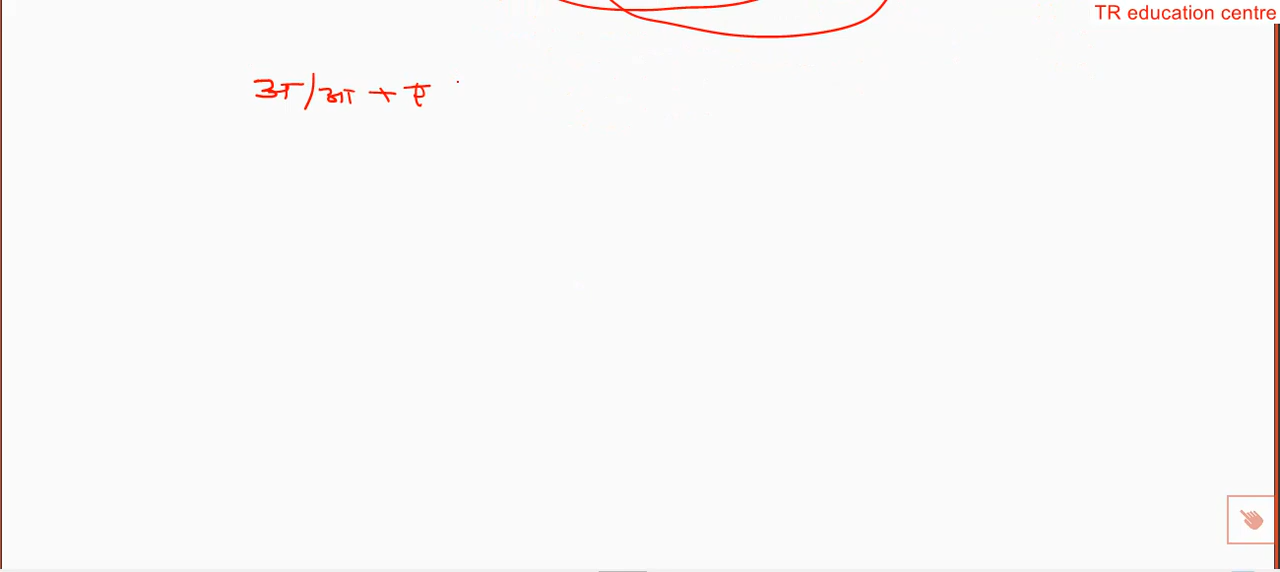 TR education centre
अ/आ + ए